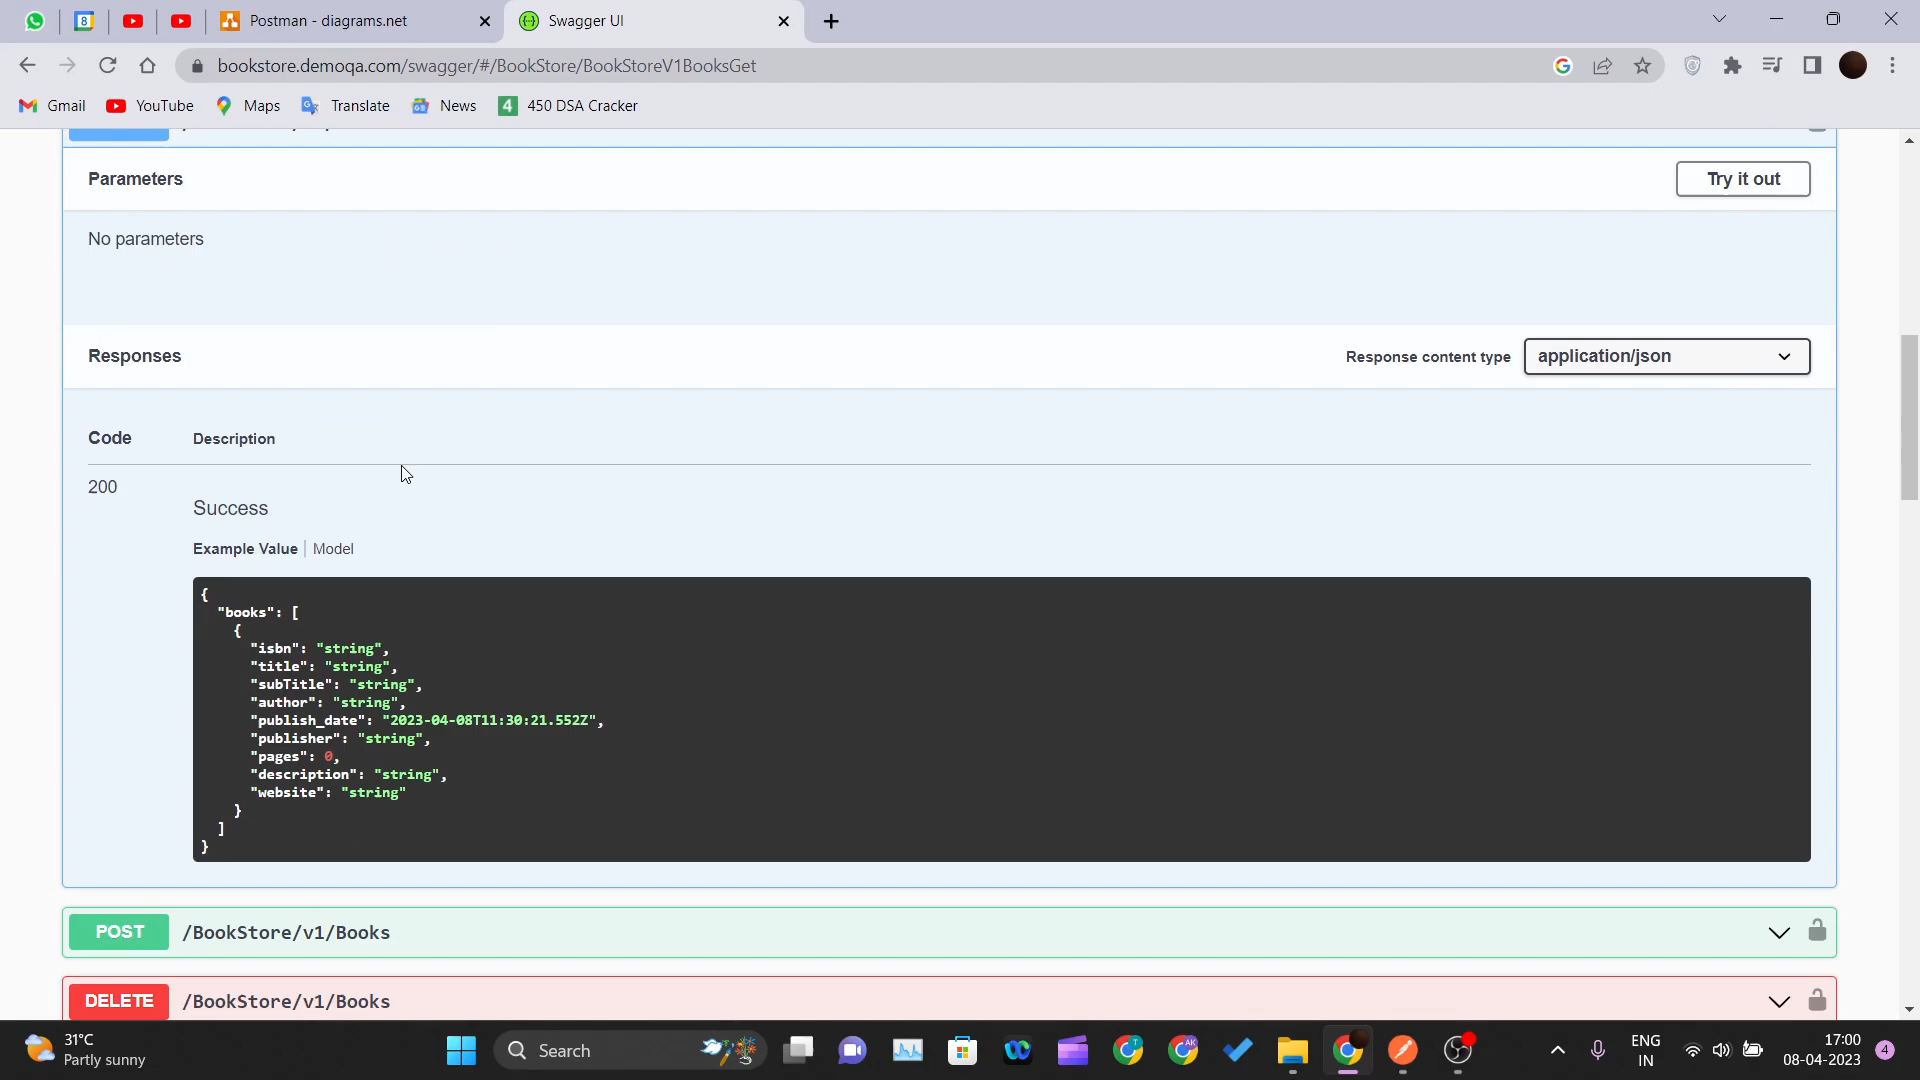 8 Postman - diagrams.net Swagger UI
bookstore.demoqa.com/swagger/#/BookStore/BookStoreV1BooksGet
Gmail YouTube Maps Translate News 4 450 DSA Cracker
Parameters Try it out
No parameters
Responses Response content type application/json
Code Description
200
Success
Example Value Model
{
"books": [
{
"isbn": "string",
"title": "string",
"subTitle": "string",
"author": "string",
"publish_date": "2023-04-08T11:30:21.552Z",
"publisher": "string",
"pages": 0,
"description": "string",
"website": "string"
}
]
}
POST /BookStore/v1/Books
DELETE /BookStore/v1/Books
31°C
Partly sunny
Search
T
AK
ENG
IN
17:00
08-04-2023
4